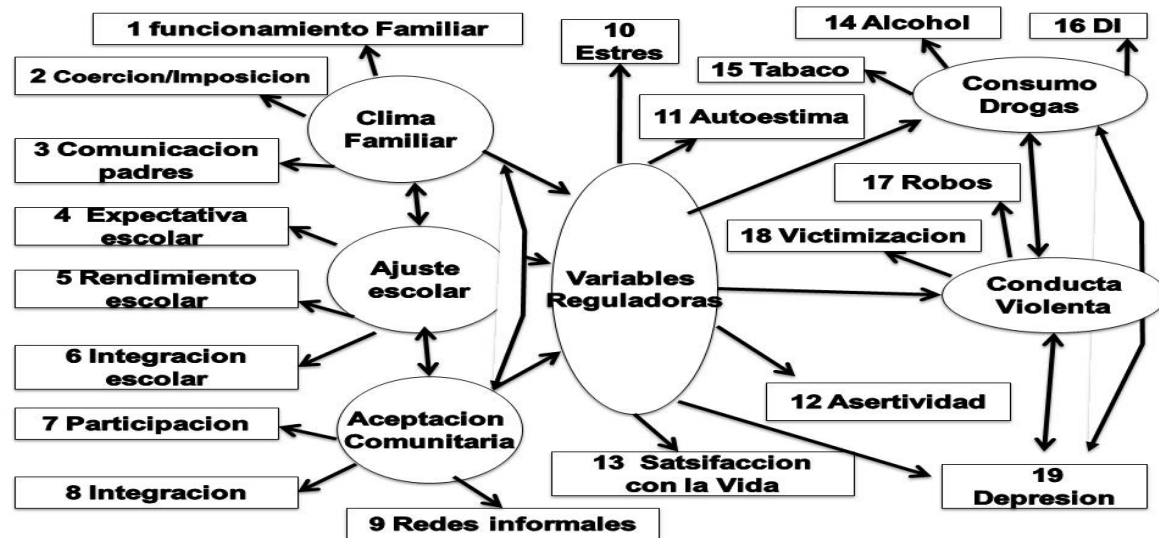 1 funcionamiento Familiar
2 Coercion/Imposicion
3 Comunicacion
padres
4 Expectativa
escolar
5 Rendimiento
escolar
6 Integracion
escolar
7 Participacion
8 Integracion
9 Redes informales
Clima
Familiar
Ajuste
escolar
Aceptacion
Comunitaria
10
Estres
11 Autoestima
Variables
Reguladoras
12 Asertividad
13 Satsifaccion
con la Vida
14 Alcohol
15 Tabaco
16 DI
Consumo
Drogas
17 Robos
18 Victimizacion
Conducta
Violenta
19
Depresion